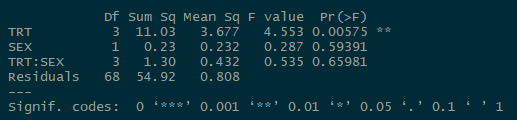 Df Sum Sq Mean Sq F value Pr(>F)
TRT 3 11.03 3.677 4.553 0.00575 **
SEX 1 0.23 0.232 0.287 0.59391
TRT:SEX 3 1.30 0.432 0.535 0.65981
Residuals 68 54.92 0.808
---
Signif. codes: 0 ‘***’ 0.001 ‘**’ 0.01 ‘*’ 0.05 ‘.’ 0.1 ‘ ’ 1